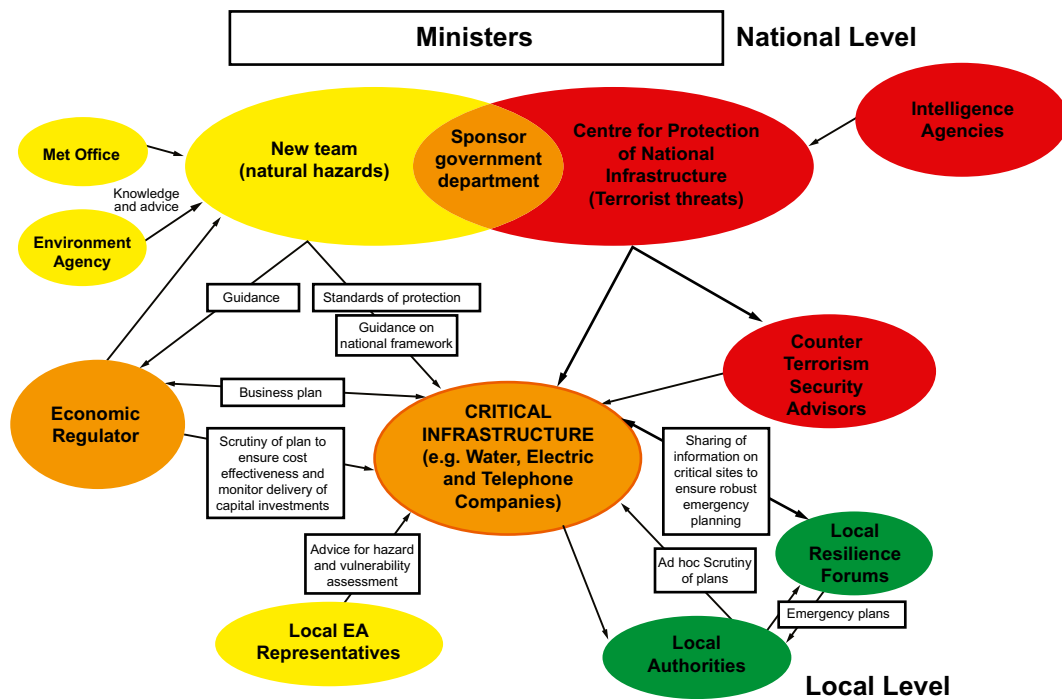 Ministers
National Level
Met Office
Knowledge
and advice
Environment
Agency
New team
(natural hazards)
Sponsor
government
department
Centre for Protection
of National
Infrastructure
(Terrorist threats)
Intelligence
Agencies
Guidance
Standards of protection
Guidance on
national framework
Counter
Terrorism
Security
Advisors
Economic
Regulator
Business plan
Scrutiny of plan to
ensure cost
effectiveness and
monitor delivery of
capital investments
CRITICAL
INFRASTRUCTURE
(e.g. Water, Electric
and Telephone
Companies)
Sharing of
information on
critical sites to
ensure robust
emergency
planning
Advice for hazard
and vulnerability
assessment
Ad hoc Scrutiny
of plans
Local
Resilience
Forums
Emergency plans
Local EA
Representatives
Local
Authorities
Local Level